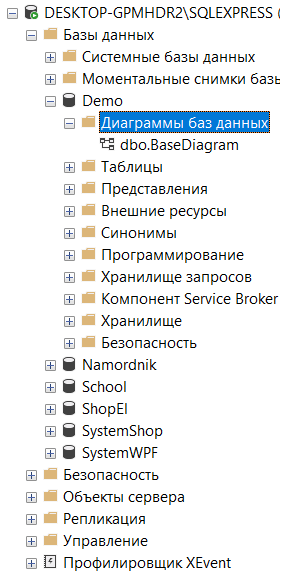 DESKTOP-GPMHDR2\SQLEXPRESS (
Базы данных
Системные базы данных
Моментальные снимки базы
Demo
Диаграммы баз данных
dbo.BaseDiagram
Таблицы
Представления
Внешние ресурсы
Синонимы
Программирование
Хранилище запросов
Компонент Service Broker
Хранилище
Безопасность
Namordnik
School
ShopEl
SystemShop
SystemWPF
Безопасность
Объекты сервера
Репликация
Управление
Профилировщик XEvent